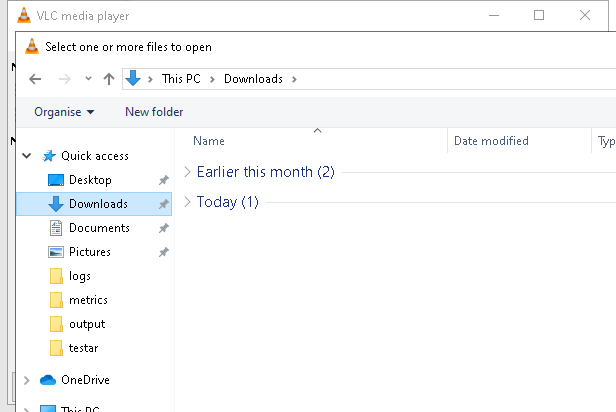 VLC media player
Select one or more files to open
This PC > Downloads >
Organise
New folder
Name
Date modified
Quick access
Desktop
Downloads
Documents
Pictures
logs
metrics
output
testar
OneDrive
This PC
Earlier this month (2)
Today (1)